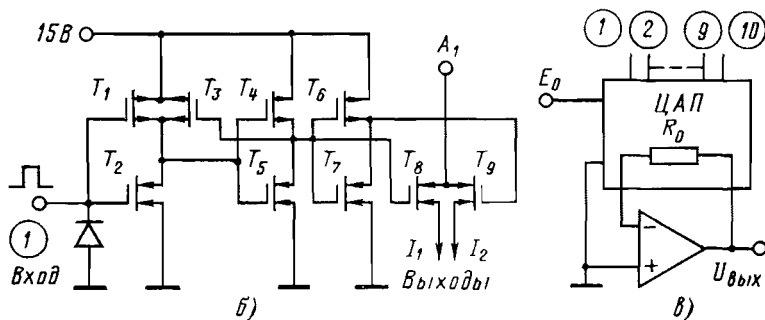 15В
T₁
T₃
T₄
T₆
A₁
T₂
T₅
T₇
T₈
T₉
1
Вход
I₁
I₂
Выходы
б)
1
2
9
10
E₀
ЦАП
R₀
−
+
Uвых
в)